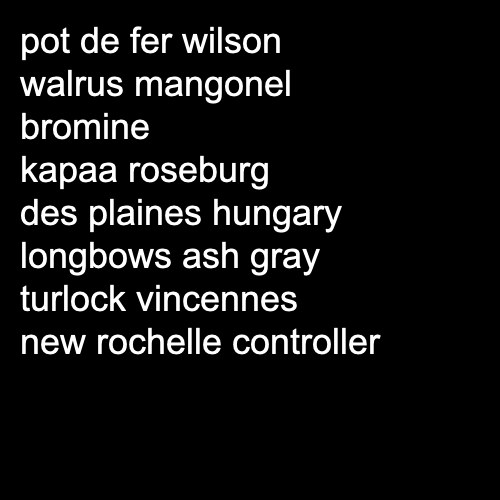 pot de fer wilson
walrus mangonel
bromine
kapaa roseburg
des plaines hungary
longbows ash gray
turlock vincennes
new rochelle controller